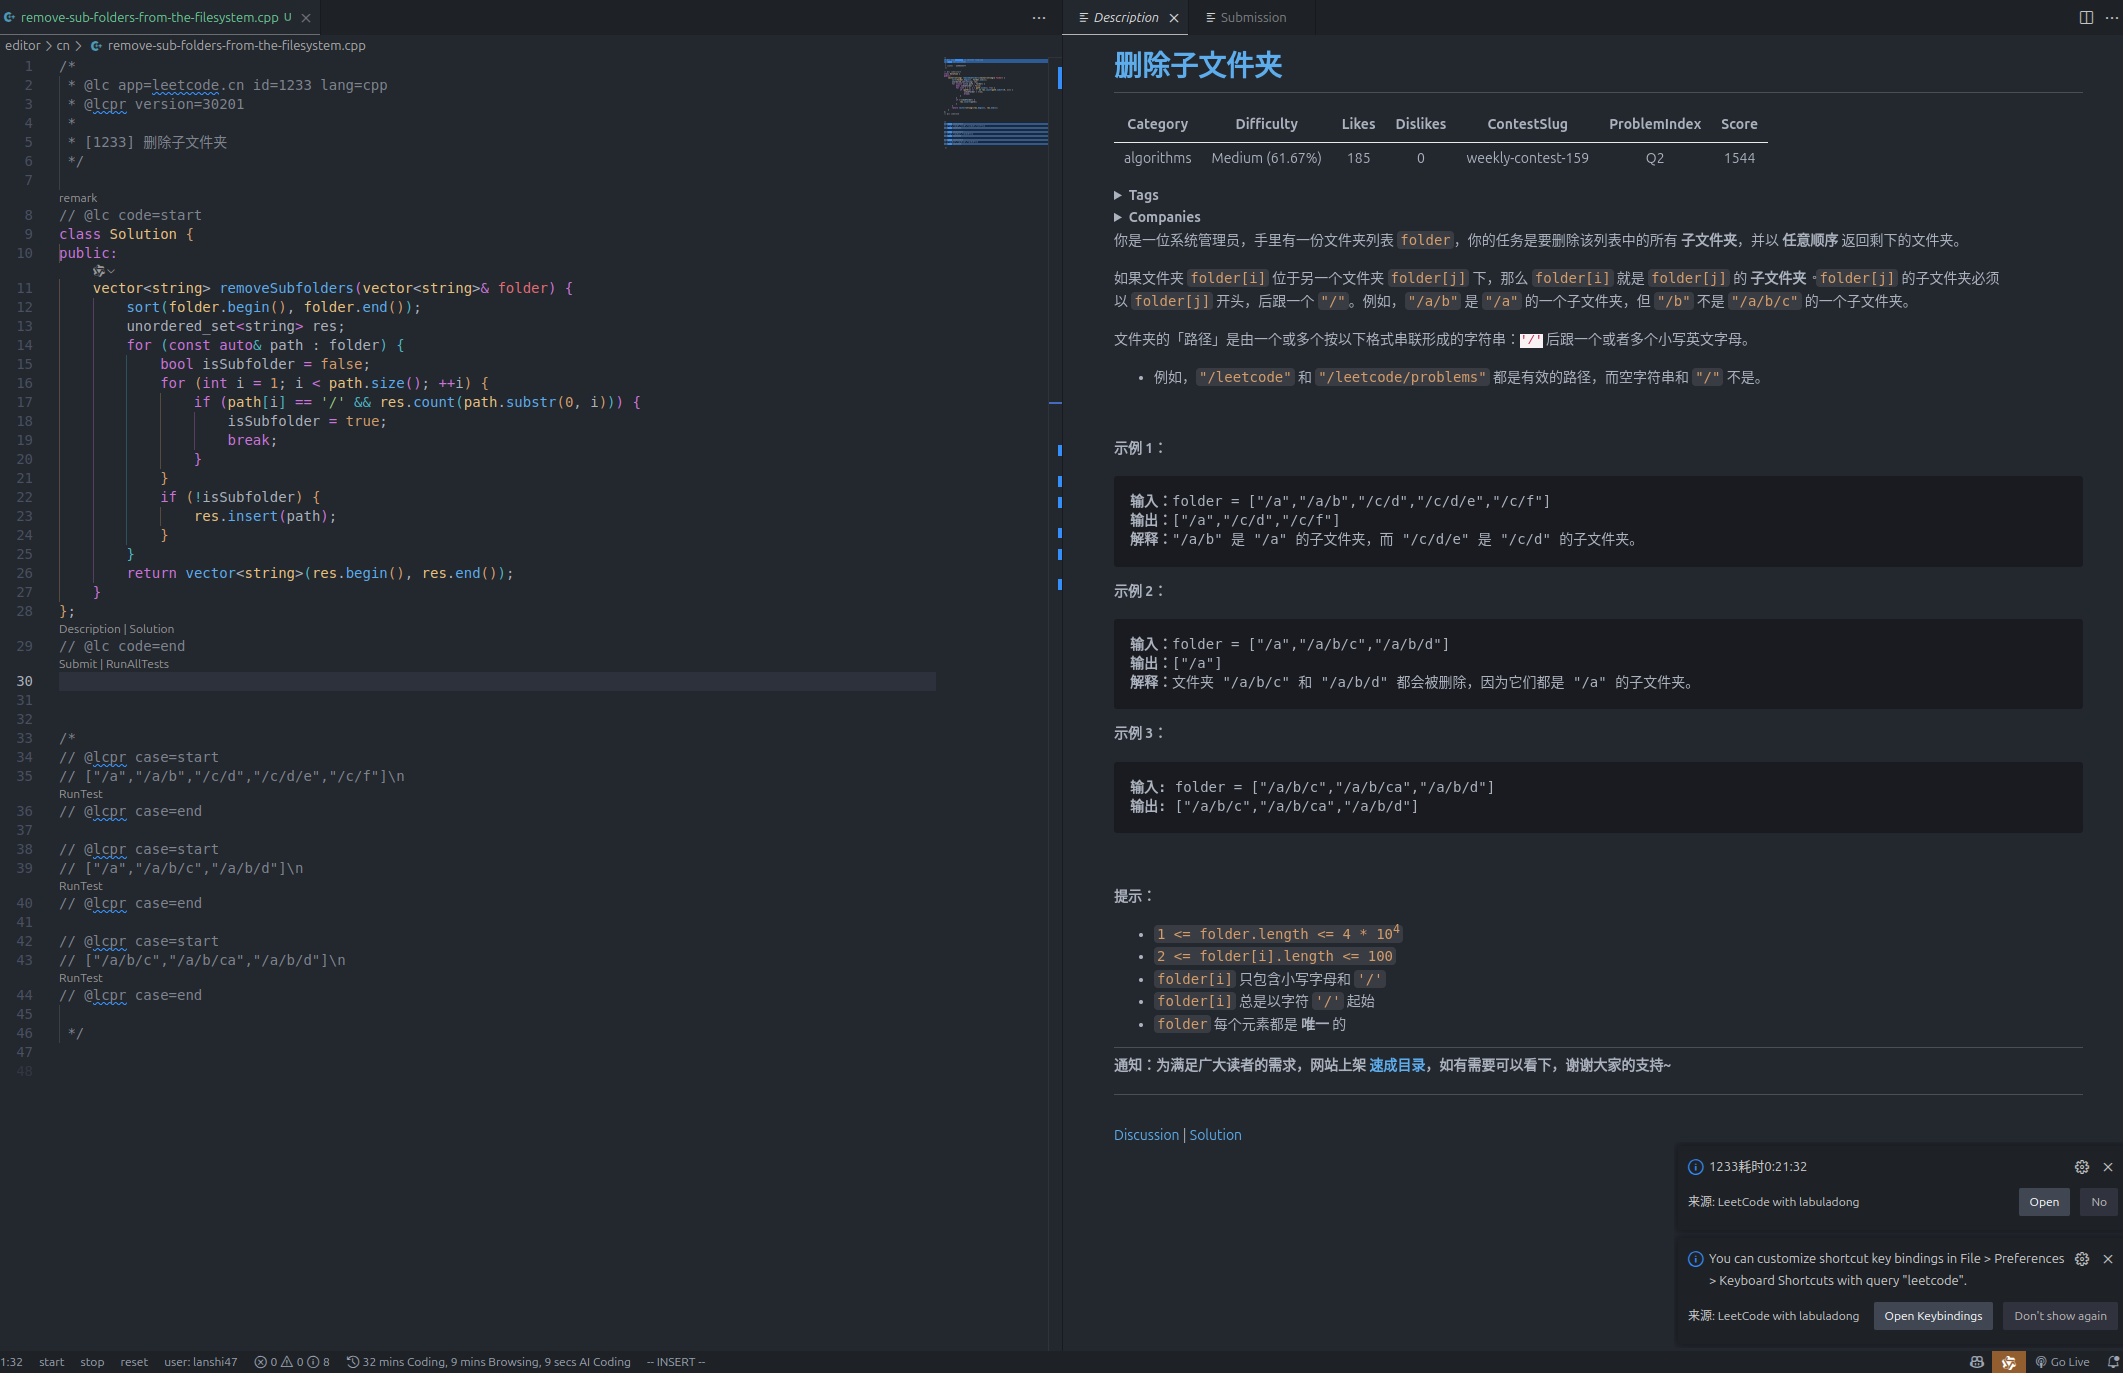 remove-sub-folders-from-the-filesystem.cpp U
editor > cn > remove-sub-folders-from-the-filesystem.cpp
1 /*
2 * @lc app=leetcode.cn id=1233 lang=cpp
3 * @lcpr version=30201
4 *
5 * [1233] 删除子文件夹
6 */
7
remark
8 // @lc code=start
9 class Solution {
10 public:
11 vector<string> removeSubfolders(vector<string>& folder) {
12 sort(folder.begin(), folder.end());
13 unordered_set<string> res;
14 for (const auto& path : folder) {
15 bool isSubfolder = false;
16 for (int i = 1; i < path.size(); ++i) {
17 if (path[i] == '/' && res.count(path.substr(0, i))) {
18 isSubfolder = true;
19 break;
20 }
21 }
22 if (!isSubfolder) {
23 res.insert(path);
24 }
25 }
26 return vector<string>(res.begin(), res.end());
27 }
28 };
Description | Solution
29 // @lc code=end
Submit | RunAllTests
30
31
32
33 /*
34 // @lcpr case=start
35 // ["/a","/a/b","/c/d","/c/d/e","/c/f"]\n
RunTest
36 // @lcpr case=end
37
38 // @lcpr case=start
39 // ["/a","/a/b/c","/a/b/d"]\n
RunTest
40 // @lcpr case=end
41
42 // @lcpr case=start
43 // ["/a/b/c","/a/b/ca","/a/b/d"]\n
RunTest
44 // @lcpr case=end
45
46 */
47
48
Description Submission
删除子文件夹
Category Difficulty Likes Dislikes ContestSlug ProblemIndex Score
algorithms Medium (61.67%) 185 0 weekly-contest-159 Q2 1544
Tags
Companies
你是一位系统管理员，手里有一份文件夹列表 folder，你的任务是要删除该列表中的所有 子文件夹，并以 任意顺序 返回剩下的文件夹。
如果文件夹 folder[i] 位于另一个文件夹 folder[j] 下，那么 folder[i] 就是 folder[j] 的 子文件夹 。folder[j] 的子文件夹必须
以 folder[j] 开头，后跟一个 "/"。例如，"/a/b" 是 "/a" 的一个子文件夹，但 "/b" 不是 "/a/b/c" 的一个子文件夹。
文件夹的「路径」是由一个或多个按以下格式串联形成的字符串：'/' 后跟一个或者多个小写英文字母。
• 例如，"/leetcode" 和 "/leetcode/problems" 都是有效的路径，而空字符串和 "/" 不是。
示例 1：
输入：folder = ["/a","/a/b","/c/d","/c/d/e","/c/f"]
输出：["/a","/c/d","/c/f"]
解释："/a/b" 是 "/a" 的子文件夹，而 "/c/d/e" 是 "/c/d" 的子文件夹。
示例 2：
输入：folder = ["/a","/a/b/c","/a/b/d"]
输出：["/a"]
解释：文件夹 "/a/b/c" 和 "/a/b/d" 都会被删除，因为它们都是 "/a" 的子文件夹。
示例 3：
输入: folder = ["/a/b/c","/a/b/ca","/a/b/d"]
输出: ["/a/b/c","/a/b/ca","/a/b/d"]
提示：
• 1 <= folder.length <= 4 * 10^4
• 2 <= folder[i].length <= 100
• folder[i] 只包含小写字母和 '/'
• folder[i] 总是以字符 '/' 起始
• folder 每个元素都是 唯一 的
通知：为满足广大读者的需求，网站上架 速成目录，如有需要可以看下，谢谢大家的支持~
Discussion | Solution
1233耗时0:21:32
来源: LeetCode with labuladong Open No
You can customize shortcut key bindings in File > Preferences
> Keyboard Shortcuts with query "leetcode".
来源: LeetCode with labuladong Open Keybindings Don't show again
1:32 start stop reset user: lanshi47 0 0 8 32 mins Coding, 9 mins Browsing, 9 secs AI Coding -- INSERT -- Go Live